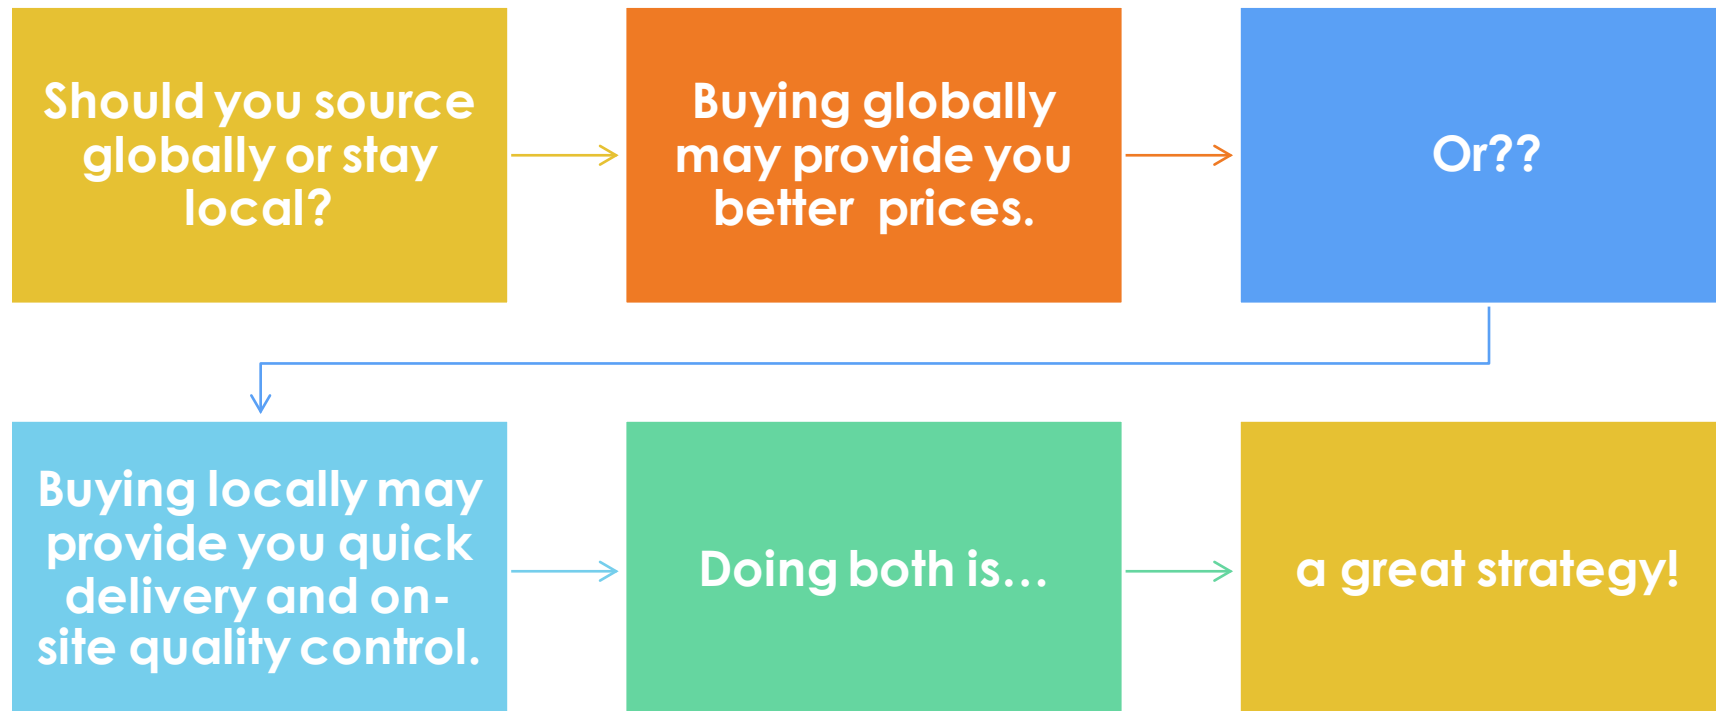 Should you source
globally or stay
local?
Buying globally
may provide you
better prices.
Or??
Buying locally may
provide you quick
delivery and on-
site quality control.
Doing both is…
a great strategy!